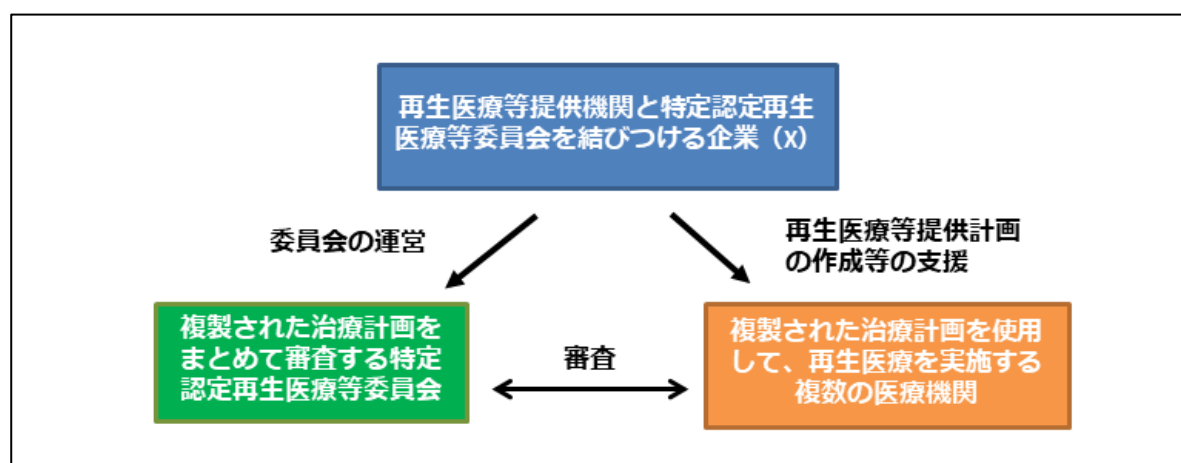 再生医療等提供機関と特定認定再生
医療等委員会を結びつける企業（X）
委員会の運営
再生医療等提供計画
の作成等の支援
複製された治療計画を
まとめて審査する特定
認定再生医療等委員会
審査
複製された治療計画を使用
して、再生医療を実施する
複数の医療機関